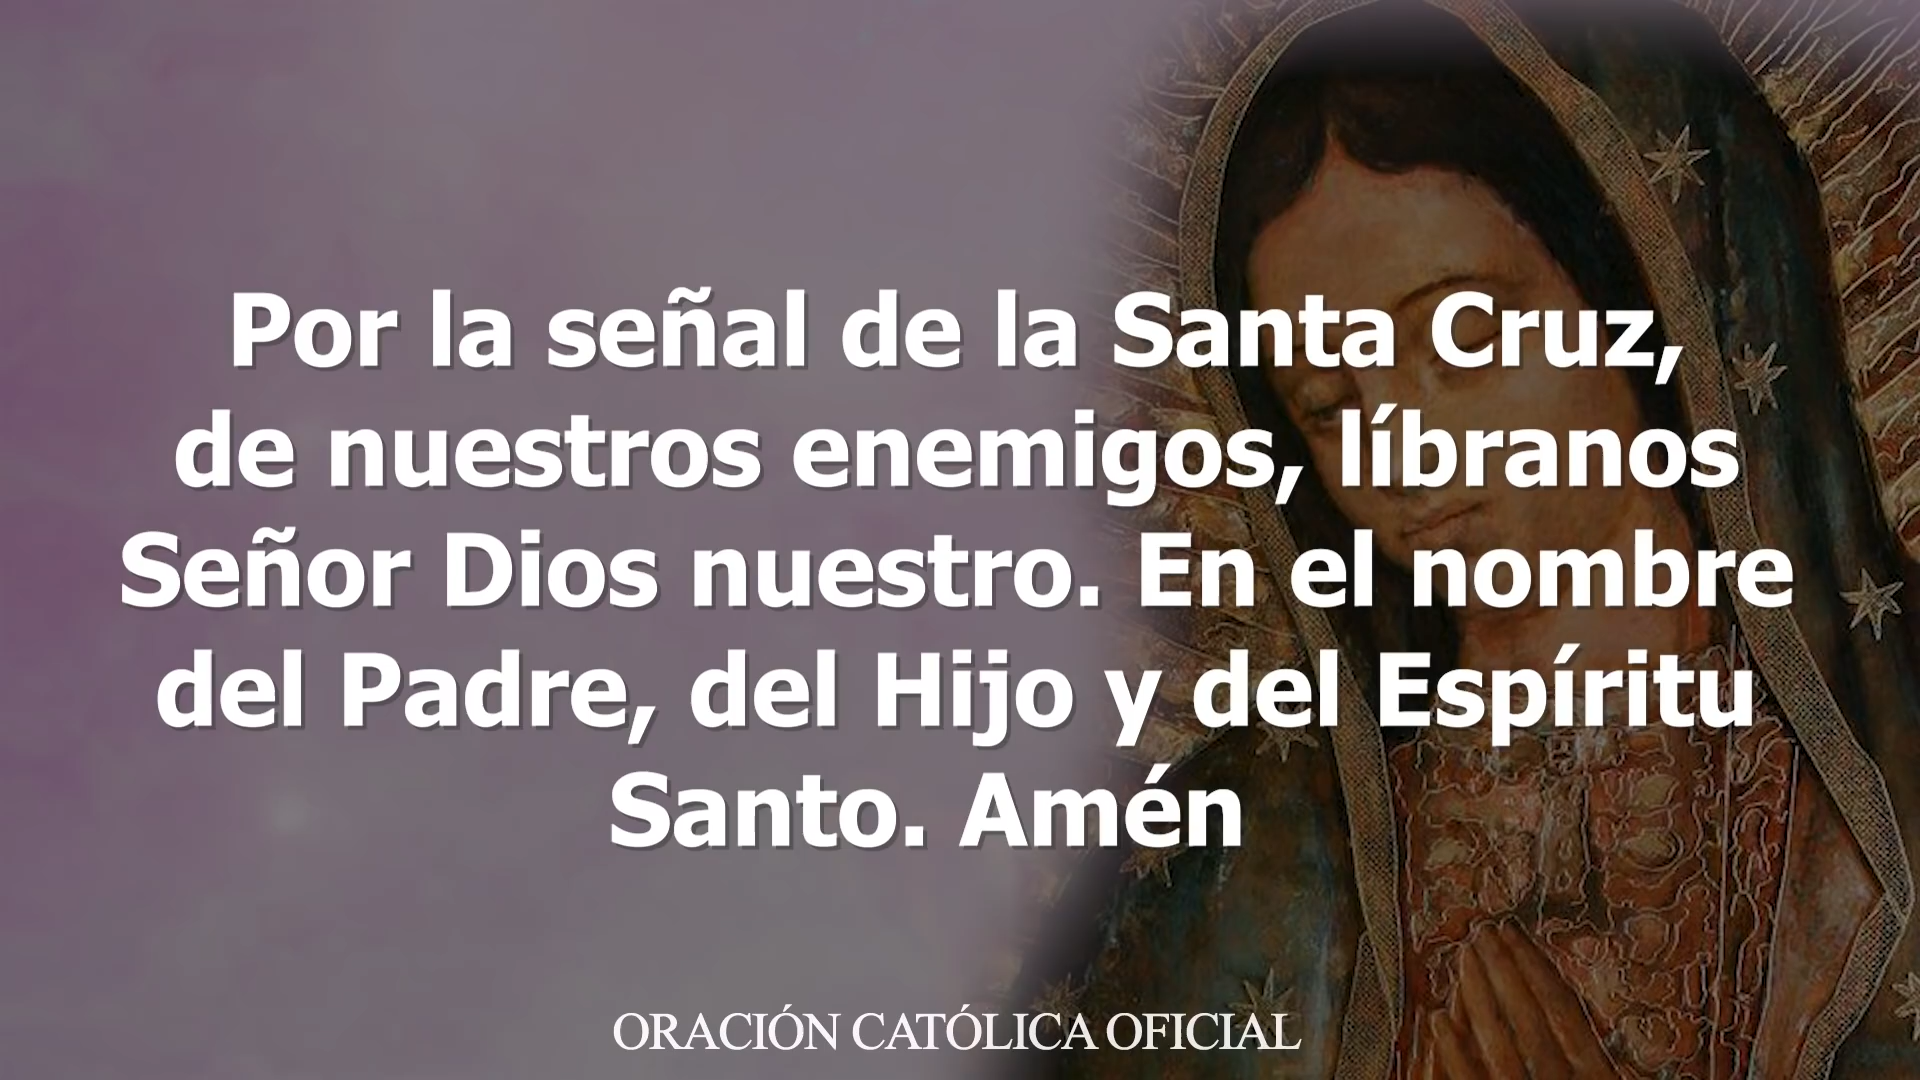 Por la señal de la Santa Cruz,
de nuestros enemigos, líbranos
Señor Dios nuestro. En el nombre
del Padre, del Hijo y del Espíritu
Santo. Amén
ORACIÓN CATÓLICA OFICIAL